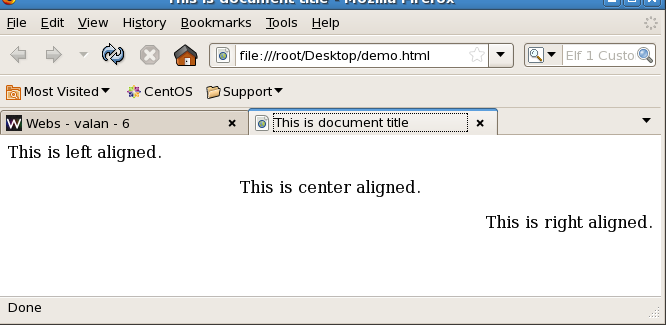 This is document title - Mozilla Firefox
File Edit View History Bookmarks Tools Help
file:///root/Desktop/demo.html Elf 1 Custo
Most Visited CentOS Support
W Webs - valan - 6 This is document title
This is left aligned.
This is center aligned.
This is right aligned.
Done